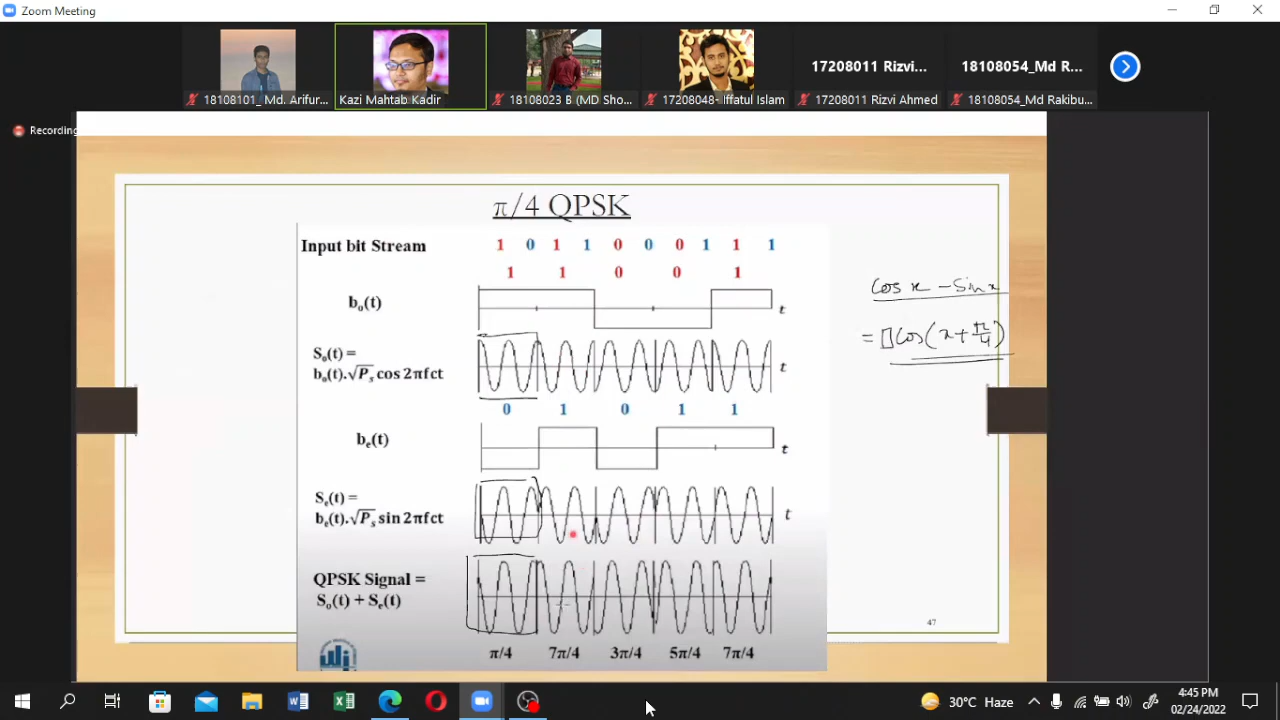 Zoom Meeting
17208011 Rizvi... 18108054_Md R...
18108101_ Md. Arifur... Kazi Mahtab Kadir 18108023 B (MD Sho... 17208048- Iffatul Islam 17208011 Rizvi Ahmed 18108054_Md Rakibu...
Recording
π/4 QPSK
Input bit Stream 1 0 1 1 0 0 0 1 1 1
1 1 0 0 1
cos x - sin x
bo(t) t
= cos(x+π/4)
So(t) =
bo(t).√Ps cos 2πfct t
0 1 0 1 1
be(t) t
Se(t) =
be(t).√Ps sin 2πfct t
QPSK Signal =
So(t) + Se(t)
47
π/4 7π/4 3π/4 5π/4 7π/4
30°C Haze
4:45 PM
02/24/2022